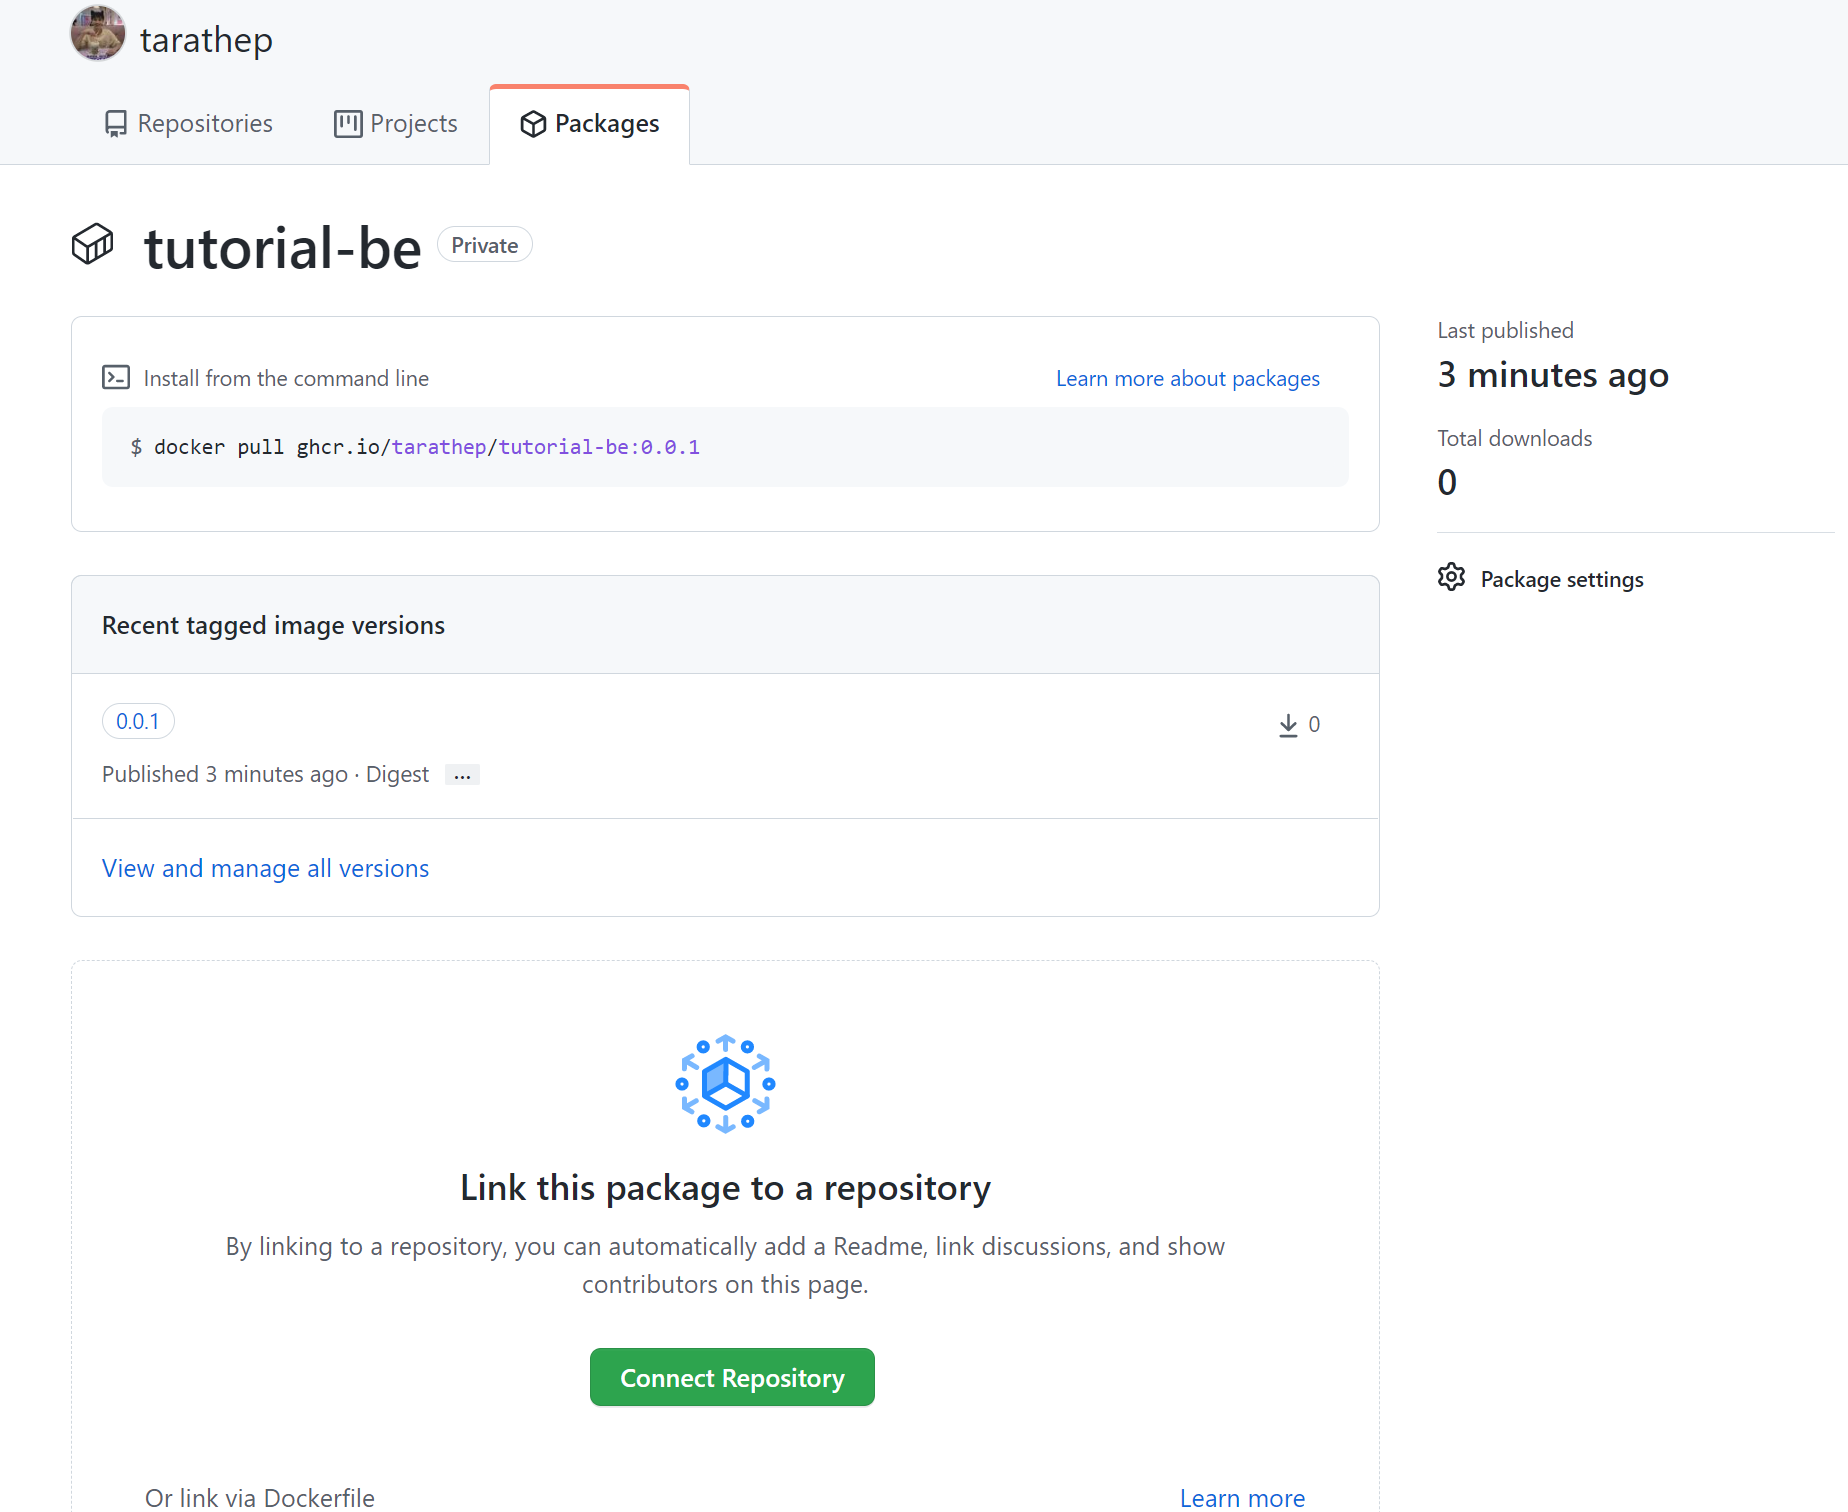 tarathep
Repositories
Projects
Packages
tutorial-be Private
Install from the command line
Learn more about packages
$ docker pull ghcr.io/tarathep/tutorial-be:0.0.1
Last published
3 minutes ago
Total downloads
0
Package settings
Recent tagged image versions
0.0.1
0
Published 3 minutes ago · Digest ...
View and manage all versions
Link this package to a repository
By linking to a repository, you can automatically add a Readme, link discussions, and show
contributors on this page.
Connect Repository
Or link via Dockerfile
Learn more